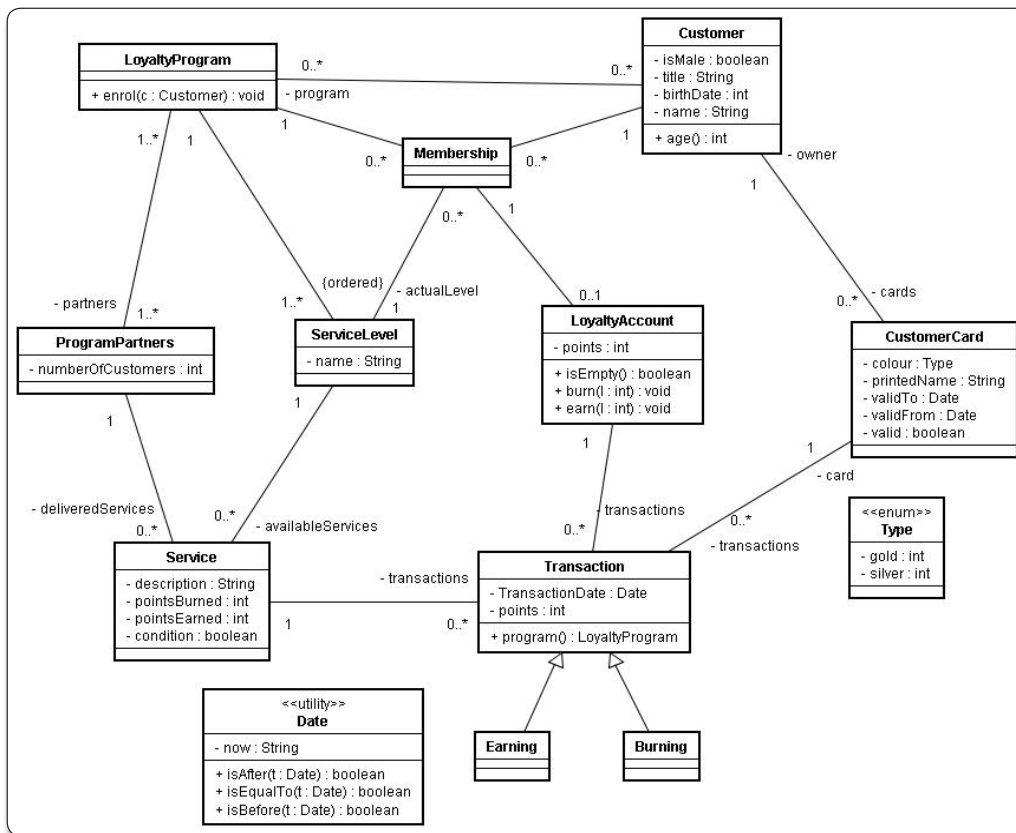 LoyaltyProgram
+ enrol(c : Customer) : void
0..*
- program
0..*
Customer
- isMale : boolean
- title : String
- birthDate : int
- name : String
+ age() : int
1..*
1
1
0..*
Membership
0..*
1
- owner
1
0..*
1
{ordered}
- actualLevel
- partners
1..*
1..*
1
0..1
- cards
0..*
ProgramPartners
- numberOfCustomers : int
ServiceLevel
- name : String
LoyaltyAccount
- points : int
+ isEmpty() : boolean
+ burn(I : int) : void
+ earn(I : int) : void
CustomerCard
- colour : Type
- printedName : String
- validTo : Date
- validFrom : Date
- valid : boolean
1
1
1
1
- card
- deliveredServices
0..*
0..*
- availableServices
- transactions
0..*
0..*
- transactions
<<enum>>
Type
- gold : int
- silver : int
Service
- description : String
- pointsBurned : int
- pointsEarned : int
- condition : boolean
- transactions
1
0..*
Transaction
- TransactionDate : Date
- points : int
+ program() : LoyaltyProgram
<<utility>>
Date
- now : String
+ isAfter(t : Date) : boolean
+ isEqualTo(t : Date) : boolean
+ isBefore(t : Date) : boolean
Earning
Burning